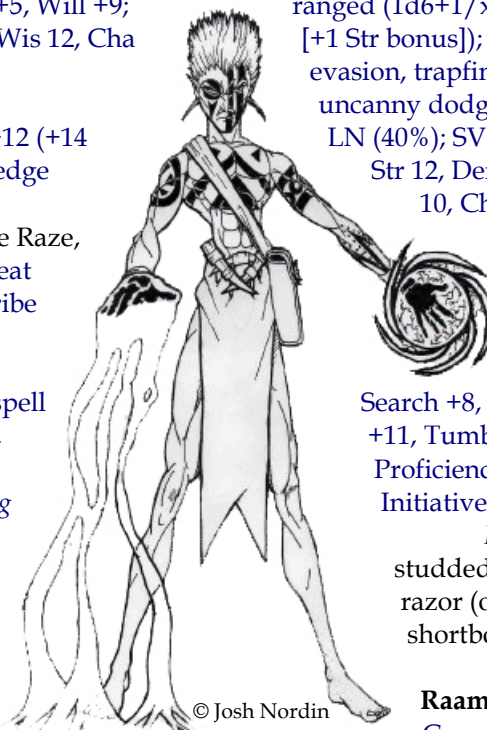 +5, Will +9;
Wis 12, Cha
+12 (+14
edge
e Raze,
eat
ribe
spell
g
ranged (1d6+1/x
[+1 Str bonus]);
evasion, trapfin
uncanny dodg
LN (40%); SV
Str 12, De
10, Ch
Search +8,
+11, Tumb
Proficienc
Initiative
studded
razor (o
shortbo
Raam
© Josh Nordin